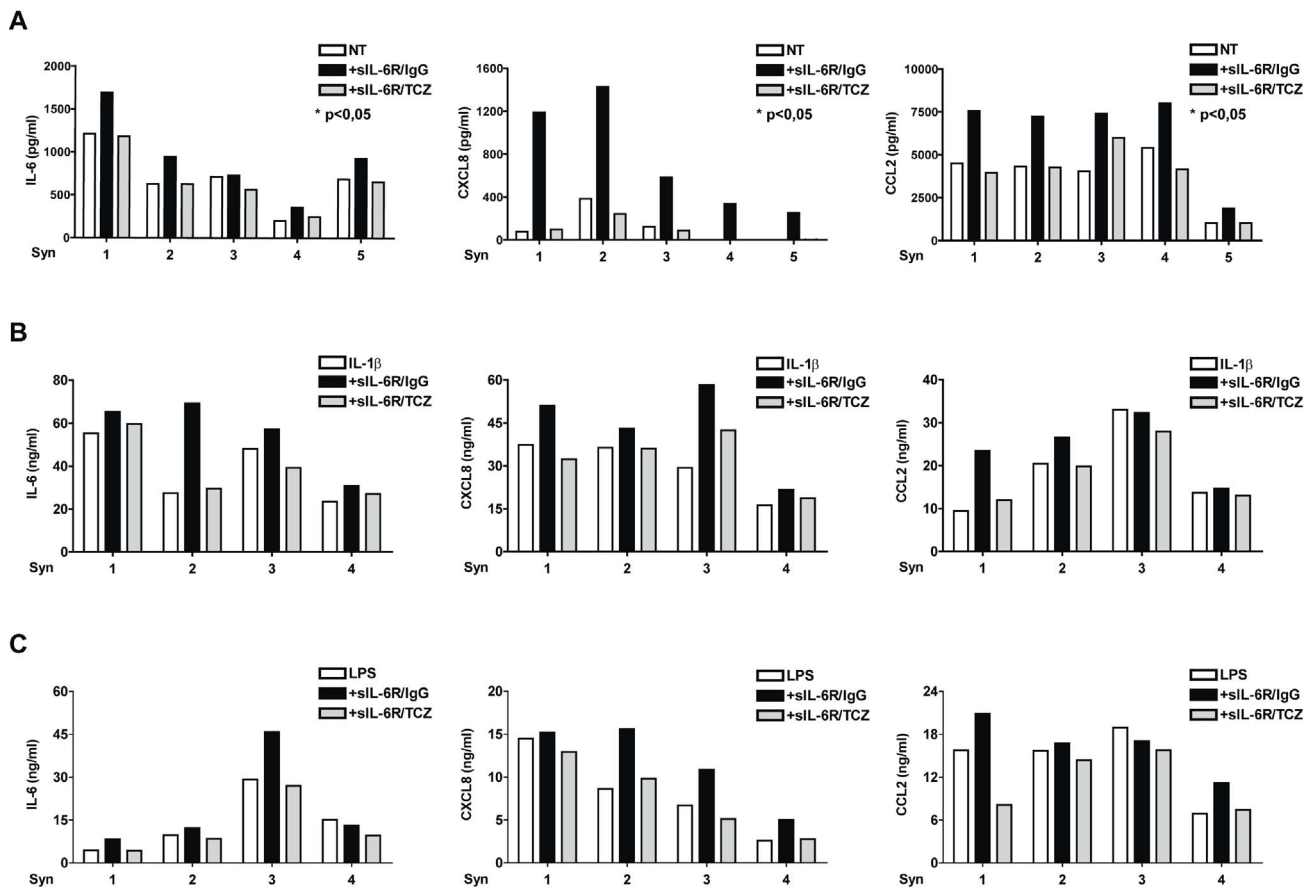 A
NT
+sIL-6R/IgG
+sIL-6R/TCZ
* p<0,05
IL-6 (pg/ml)
2000
1500
1000
500
0
Syn 1 2 3 4 5
NT
+sIL-6R/IgG
+sIL-6R/TCZ
* p<0,05
CXCL8 (pg/ml)
1600
1200
800
400
0
1 2 3 4 5
NT
+sIL-6R/IgG
+sIL-6R/TCZ
* p<0,05
CCL2 (pg/ml)
10000
7500
5000
2500
0
Syn 1 2 3 4 5
B
IL-1β
+sIL-6R/IgG
+sIL-6R/TCZ
IL-6 (ng/ml)
80
60
40
20
0
Syn 1 2 3 4
IL-1β
+sIL-6R/IgG
+sIL-6R/TCZ
CXCL8 (ng/ml)
60
45
30
15
0
Syn 1 2 3 4
IL-1β
+sIL-6R/IgG
+sIL-6R/TCZ
CCL2 (ng/ml)
40
30
20
10
0
Syn 1 2 3 4
C
LPS
+sIL-6R/IgG
+sIL-6R/TCZ
IL-6 (ng/ml)
60
45
30
15
0
Syn 1 2 3 4
LPS
+sIL-6R/IgG
+sIL-6R/TCZ
CXCL8 (ng/ml)
20
15
10
5
0
Syn 1 2 3 4
LPS
+sIL-6R/IgG
+sIL-6R/TCZ
CCL2 (ng/ml)
24
18
12
6
0
Syn 1 2 3 4